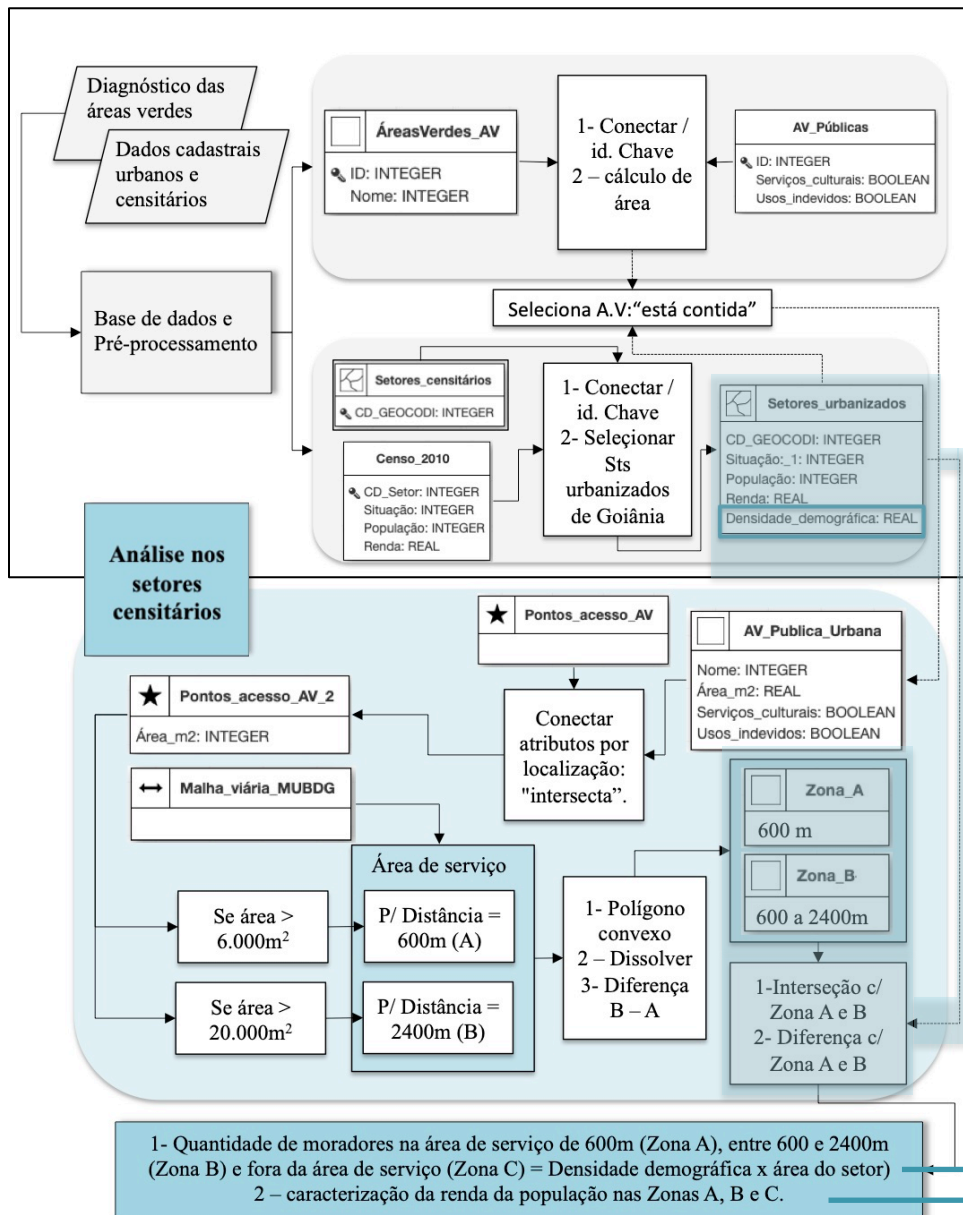 Diagnóstico das
áreas verdes
Dados cadastrais
urbanos e
censitários
Base de dados e
Pré-processamento
ÁreasVerdes_AV
ID: INTEGER
Nome: INTEGER
1- Conectar /
id. Chave
2 – cálculo de
área
AV_Públicas
ID: INTEGER
Serviços_culturais: BOOLEAN
Usos_indevidos: BOOLEAN
Seleciona A.V:“está contida”
Setores_censitários
CD_GEOCODI: INTEGER
Censo_2010
CD_Setor: INTEGER
Situação: INTEGER
População: INTEGER
Renda: REAL
1- Conectar /
id. Chave
2- Seleçionar
Sts
urbanizados
de Goiânia
Setores_urbanizados
CD_GEOCODI: INTEGER
Situação:_1: INTEGER
População: INTEGER
Renda: REAL
Densidade_demográfica: REAL
Análise nos
setores
censitários
Pontos_acesso_AV
AV_Publica_Urbana
Nome: INTEGER
Área_m2: REAL
Serviços_culturais: BOOLEAN
Usos_indevidos: BOOLEAN
Pontos_acesso_AV_2
Área_m2: INTEGER
Conectar
atributos por
localização:
"intersecta”.
Malha_viária_MUBDG
Área de serviço
Se área >
6.000m²
P/ Distância =
600m (A)
Se área >
20.000m²
P/ Distância =
2400m (B)
1- Polígono
convexo
2 – Dissolver
3- Diferença
B – A
Zona_A
600 m
Zona_B
600 a 2400m
1-Interseção c/
Zona A e B
2- Diferença c/
Zona A e B
1- Quantidade de moradores na área de serviço de 600m (Zona A), entre 600 e 2400m
(Zona B) e fora da área de serviço (Zona C) = Densidade demográfica x área do setor)
2 – caracterização da renda da população nas Zonas A, B e C.